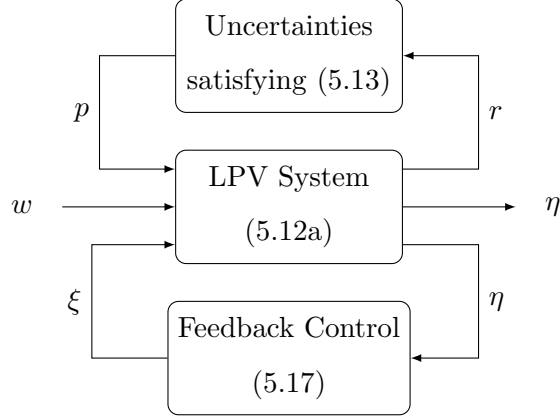 Uncertainties
satisfying (5.13)
p
r
LPV System
(5.12a)
w
η
ξ
η
Feedback Control
(5.17)